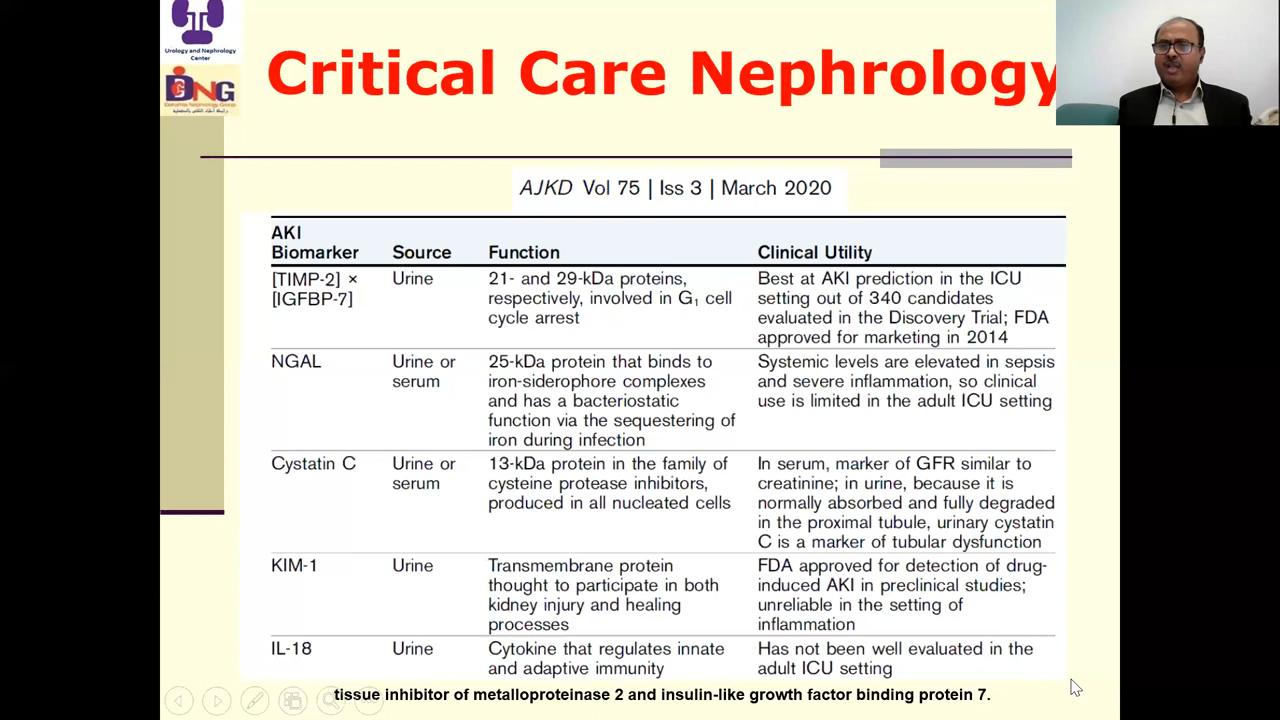 Urology and Nephrology
Center
DNG
Critical Care Nephrology
AJKD Vol 75 | Iss 3 | March 2020
AKI
Biomarker Source Function Clinical Utility
[TIMP-2] × Urine 21- and 29-kDa proteins, Best at AKI prediction in the ICU
[IGFBP-7] respectively, involved in G₁ cell setting out of 340 candidates
cycle arrest evaluated in the Discovery Trial; FDA
approved for marketing in 2014
NGAL Urine or 25-kDa protein that binds to Systemic levels are elevated in sepsis
serum iron-siderophore complexes and severe inflammation, so clinical
and has a bacteriostatic use is limited in the adult ICU setting
function via the sequestering of
iron during infection
Cystatin C Urine or 13-kDa protein in the family of In serum, marker of GFR similar to
serum cysteine protease inhibitors, creatinine; in urine, because it is
produced in all nucleated cells normally absorbed and fully degraded
in the proximal tubule, urinary cystatin
C is a marker of tubular dysfunction
KIM-1 Urine Transmembrane protein FDA approved for detection of drug-
thought to participate in both induced AKI in preclinical studies;
kidney injury and healing unreliable in the setting of
processes inflammation
IL-18 Urine Cytokine that regulates innate Has not been well evaluated in the
and adaptive immunity adult ICU setting
tissue inhibitor of metalloproteinase 2 and insulin-like growth factor binding protein 7.